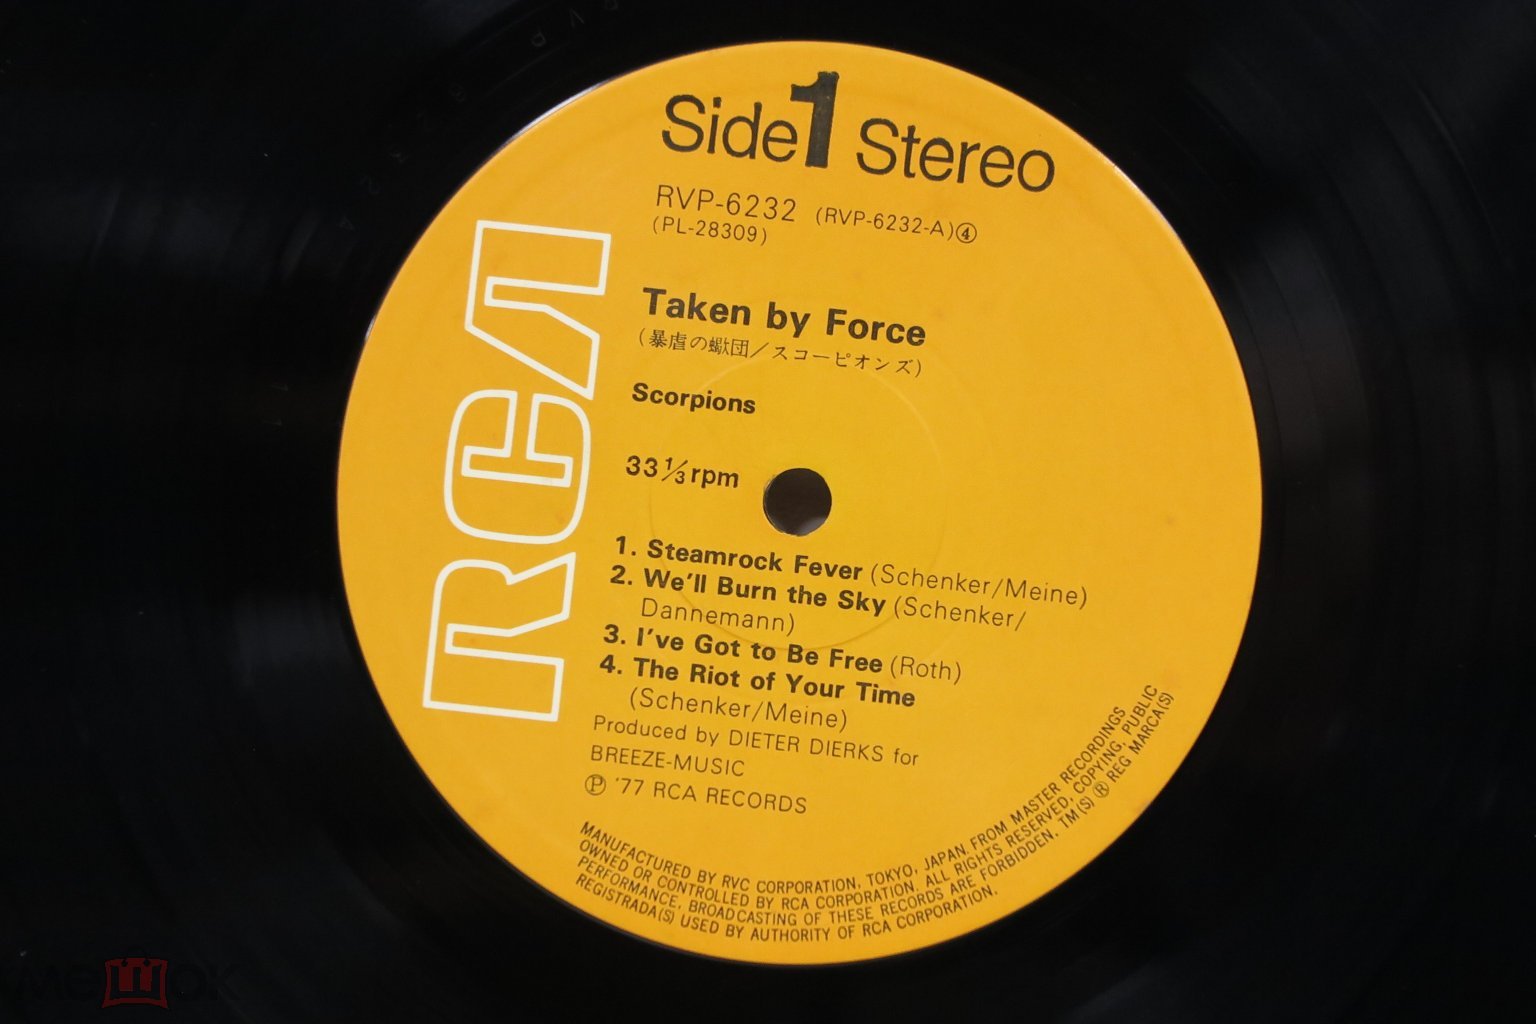 Side 1 Stereo
RVP-6232 (RVP-6232-A)④
(PL-28309)
RCA
Taken by Force
(暴虐の蠍団/スコーピオンズ)
Scorpions
33 1/3 rpm
1. Steamrock Fever (Schenker/Meine)
2. We'll Burn the Sky (Schenker/
Dannemann)
3. I've Got to Be Free (Roth)
4. The Riot of Your Time
(Schenker/Meine)
Produced by DIETER DIERKS for
BREEZE-MUSIC
Ⓟ '77 RCA RECORDS
MANUFACTURED BY RVC CORPORATION, TOKYO, JAPAN. FROM MASTER RECORDINGS
OWNED OR CONTROLLED BY RCA CORPORATION. ALL RIGHTS RESERVED, COPYING, PUBLIC
PERFORMANCE, BROADCASTING OF THESE RECORDS ARE FORBIDDEN. TM(S) ® REG MARCA(S)
REGISTRADA(S) USED BY AUTHORITY OF RCA CORPORATION.
мешок